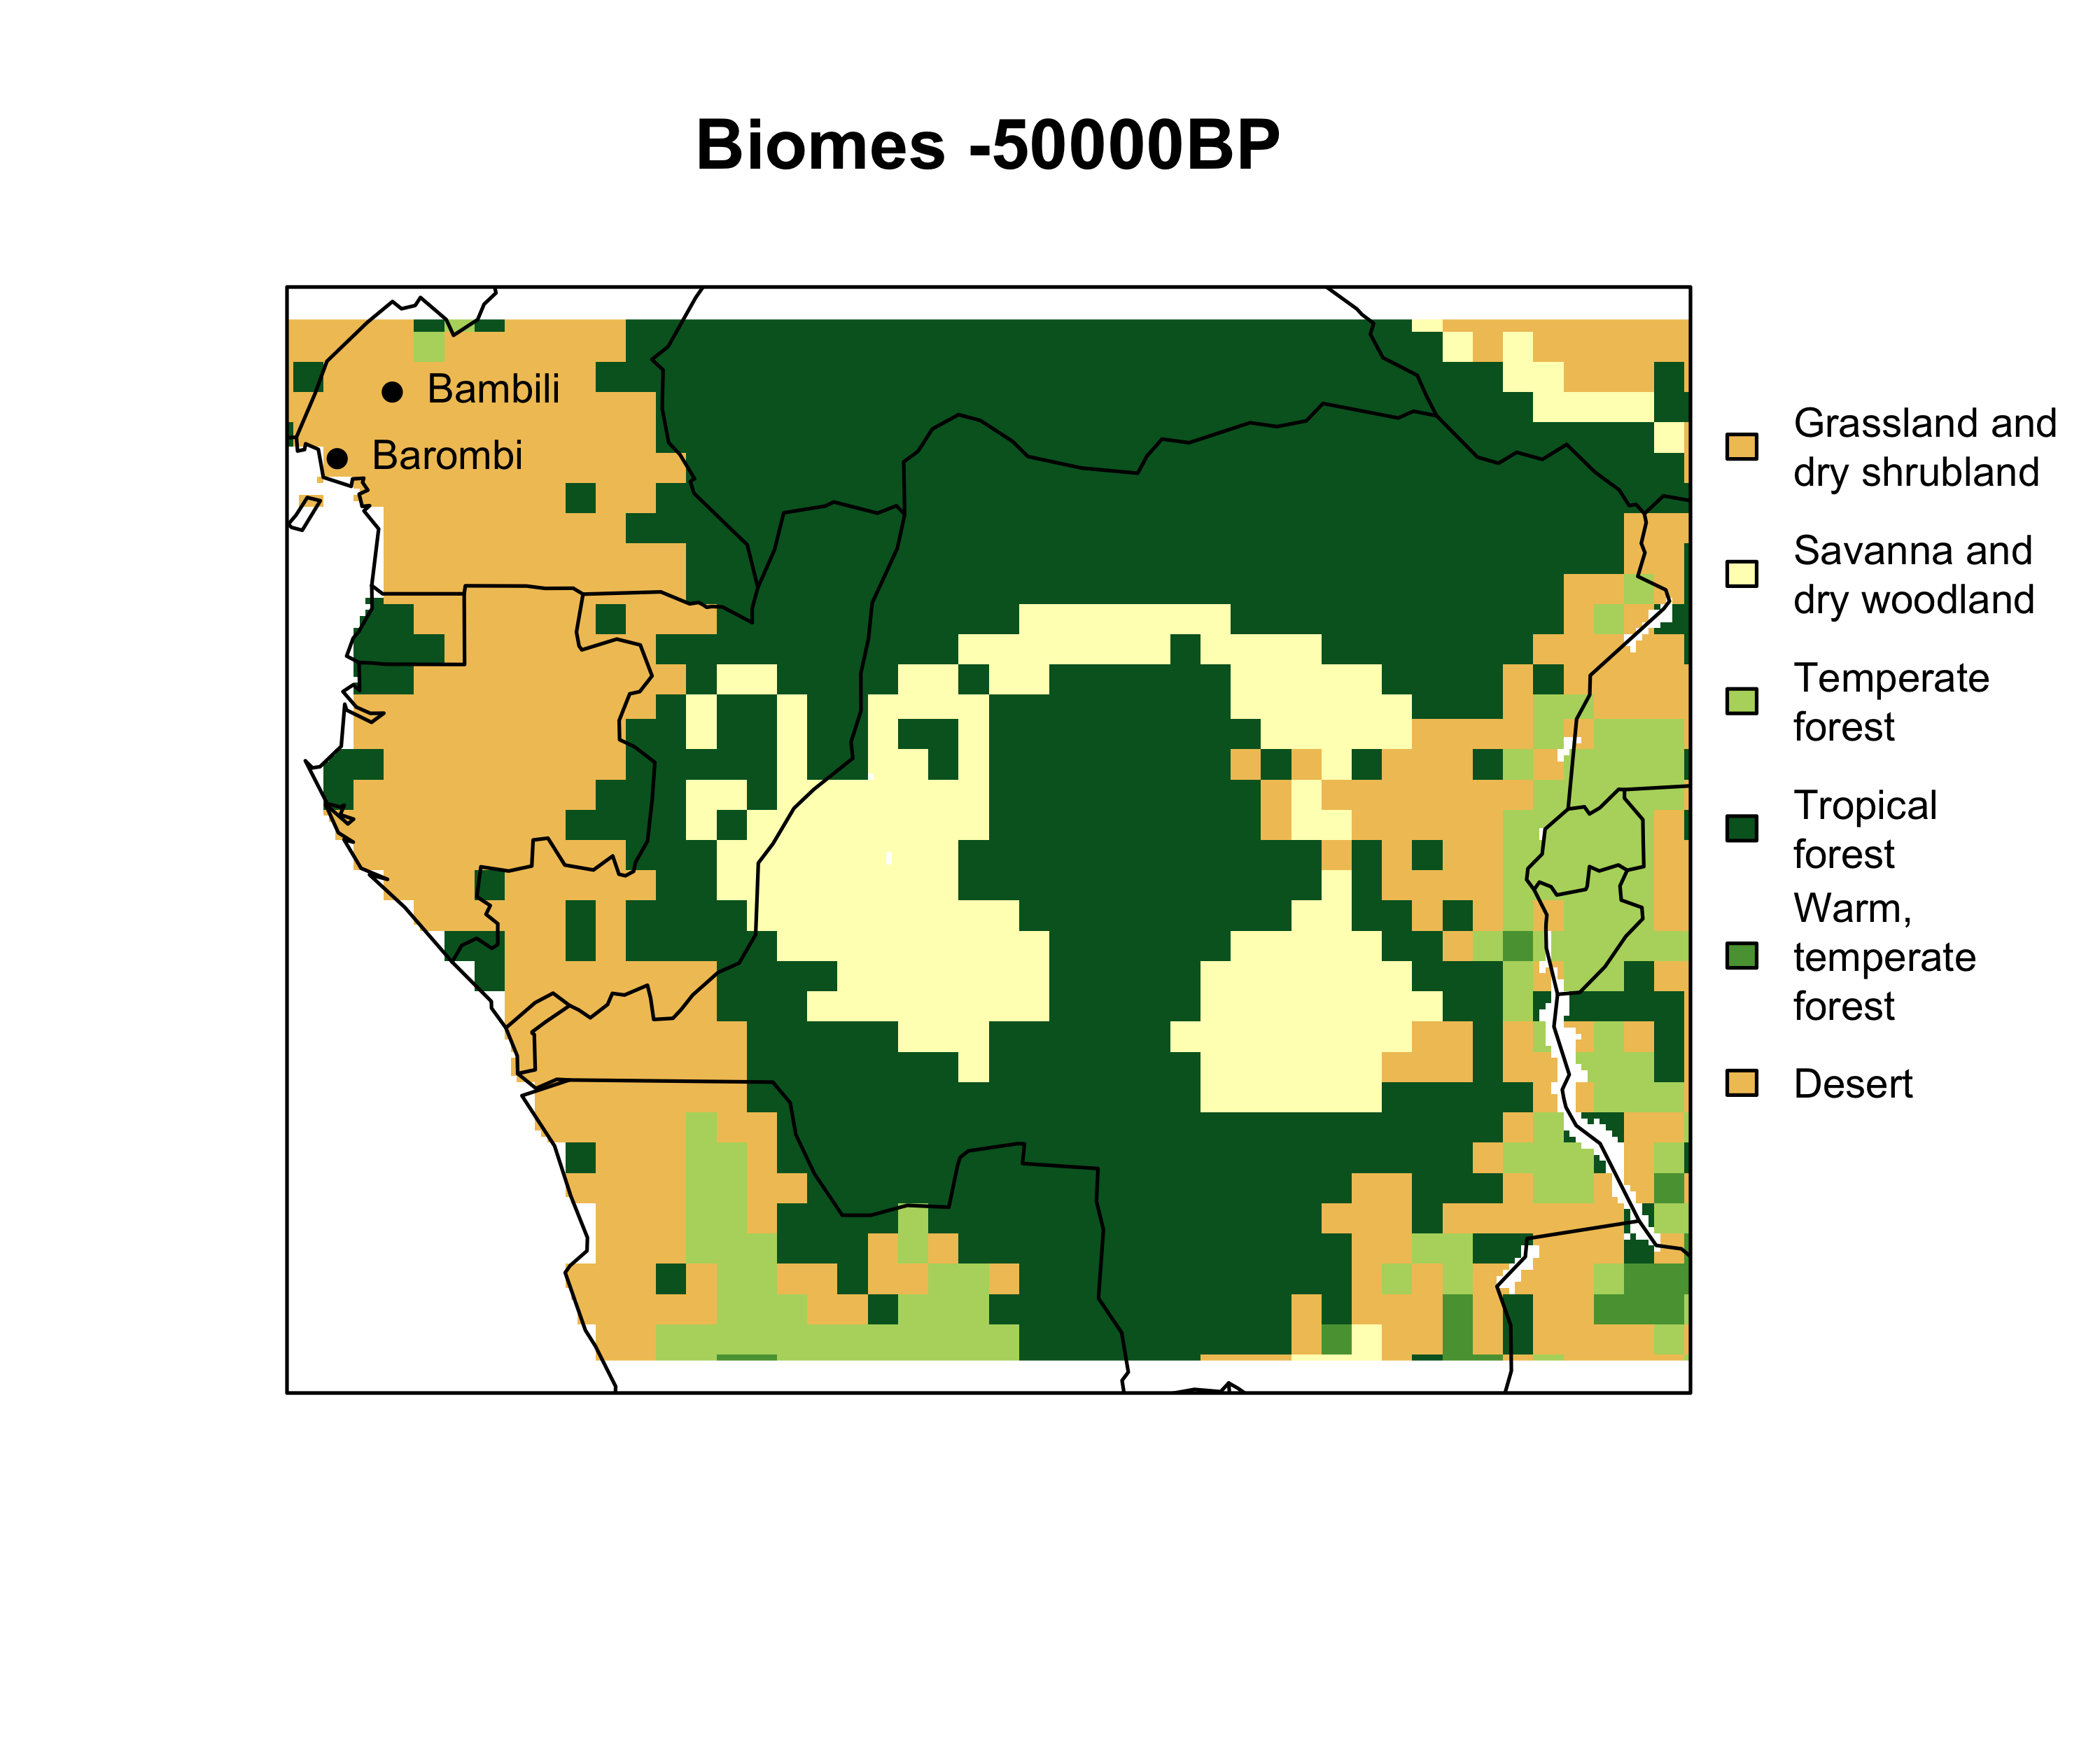 Biomes -50000BP
Bambili
Barombi
Grassland and
dry shrubland
Savanna and
dry woodland
Temperate
forest
Tropical
forest
Warm,
temperate
forest
Desert